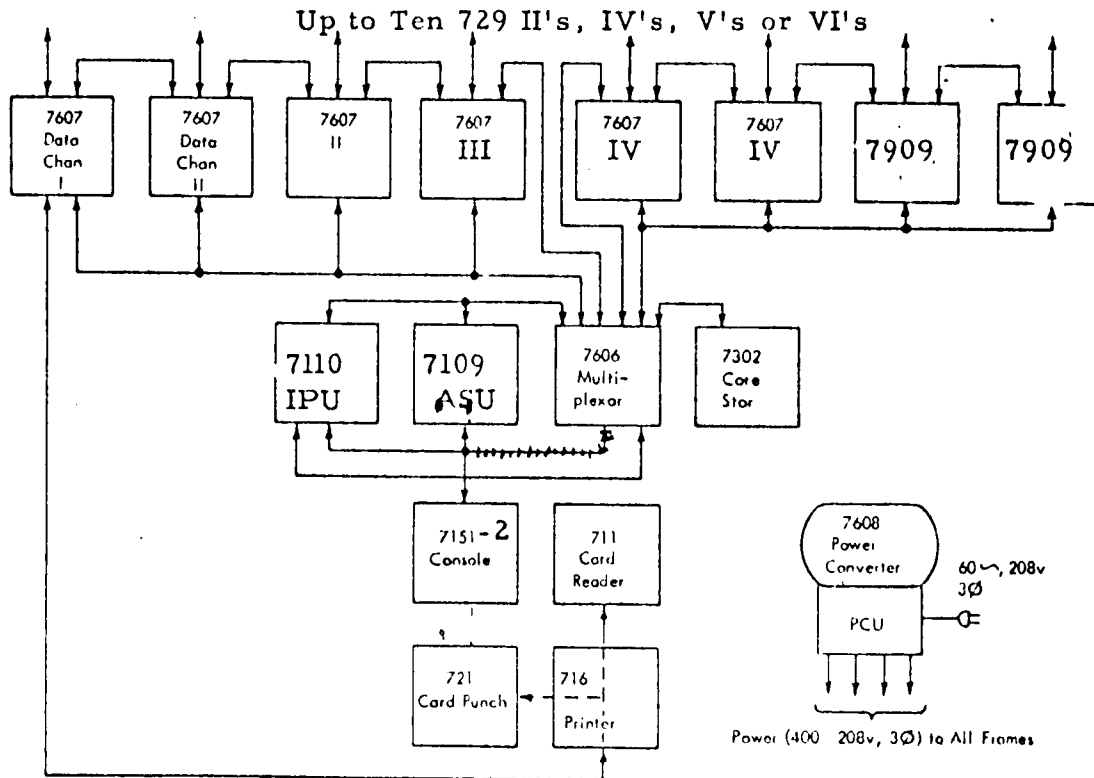 Up to Ten 729 II's, IV's, V's or VI's
7607
Data
Chan
I
7607
Data
Chan
II
7607
II
7607
III
7607
IV
7607
IV
7909
7909
7110
IPU
7109
ASU
7606
Multi-
plexor
7302
Core
Stor
7151-2
Console
711
Card
Reader
7608
Power
Converter
60~, 208v
3Ø
PCU
721
Card Punch
716
Printer
Power (400 208v, 3Ø) to All Frames